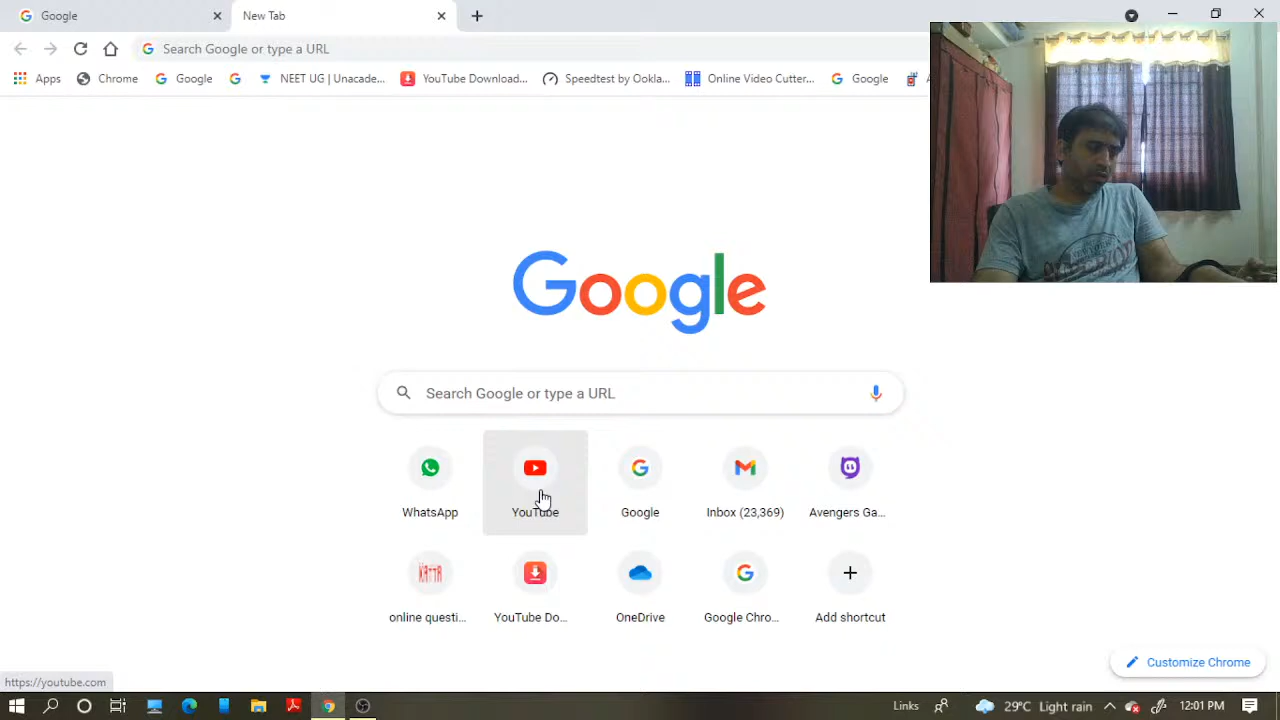 Google
New Tab
Search Google or type a URL
Apps Chrome Google NEET UG | Unacade... YouTube Download... Speedtest by Ookla... Online Video Cutter... Google
Google
Search Google or type a URL
WhatsApp YouTube Google Inbox (23,369) Avengers Ga...
online questi... YouTube Do... OneDrive Google Chro... Add shortcut
Customize Chrome
https://youtube.com
Links 29°C Light rain 12:01 PM